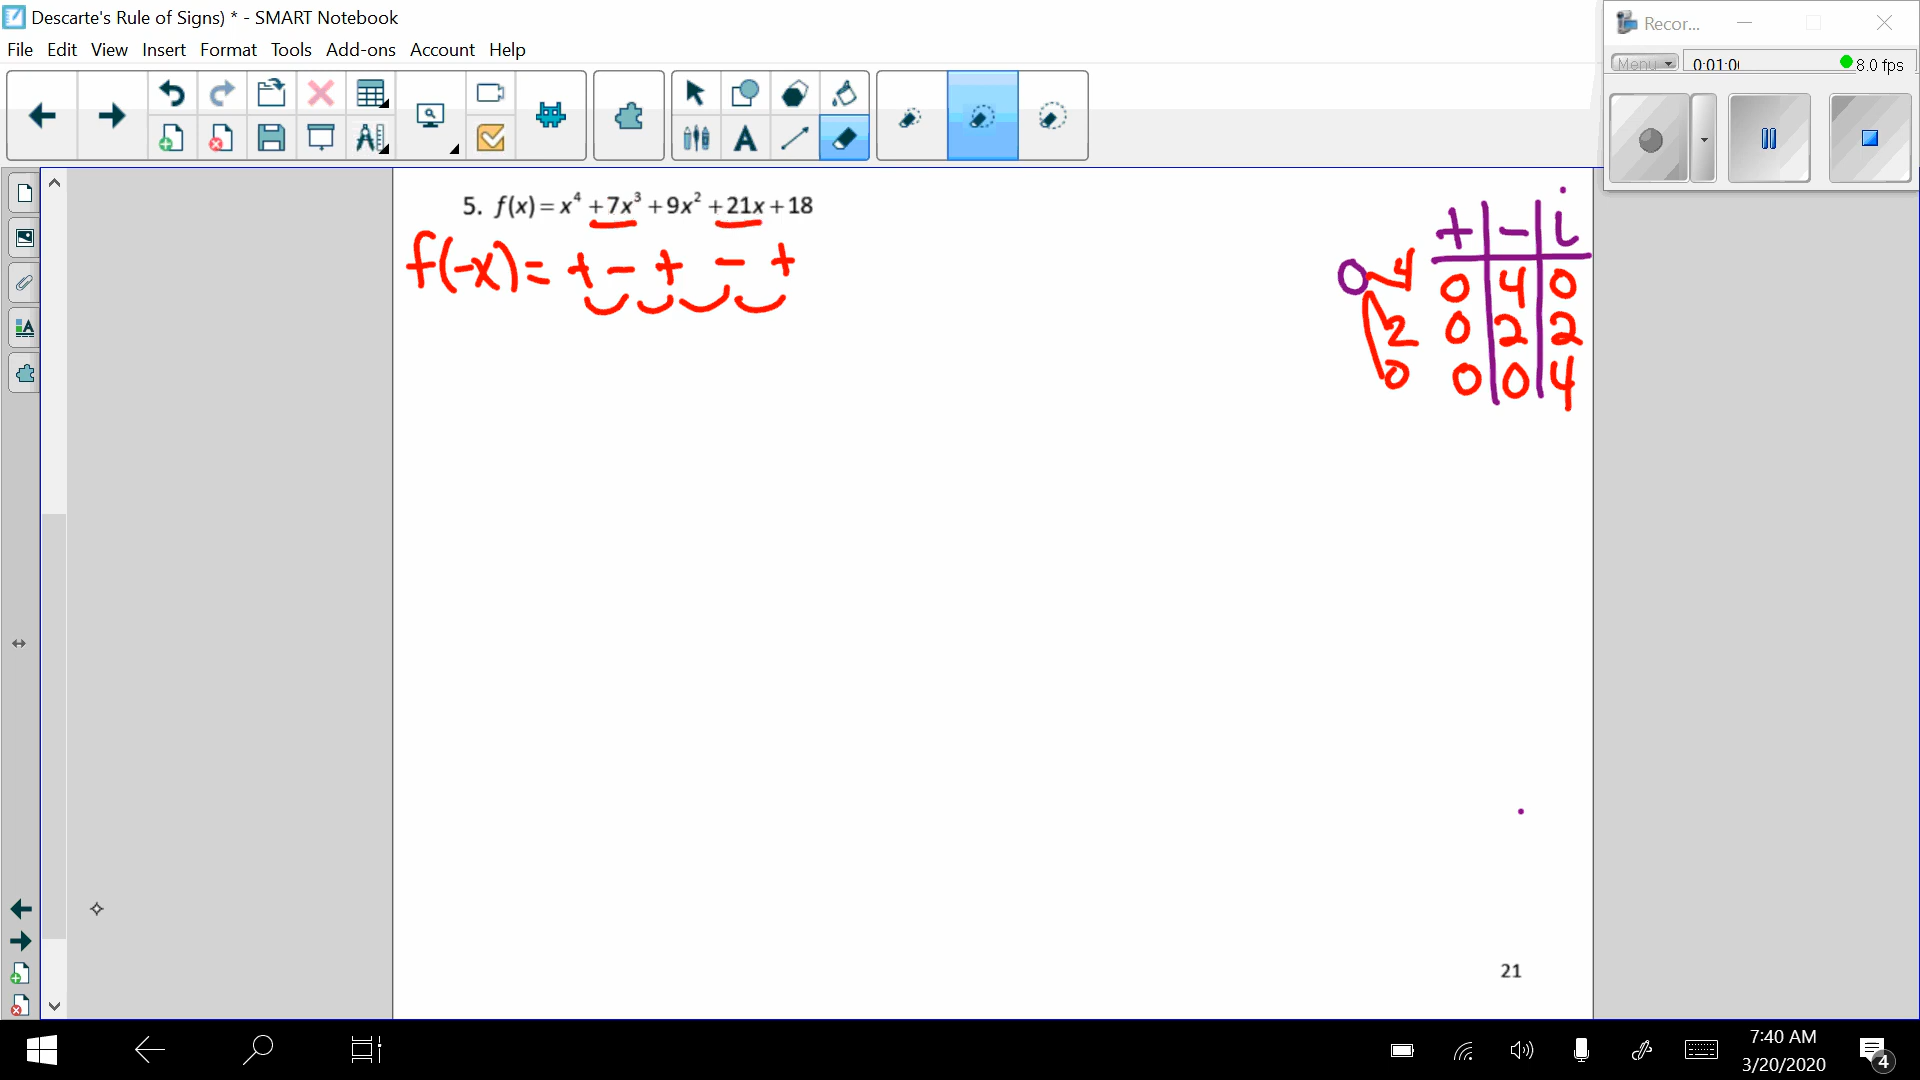 Descarte's Rule of Signs) * - SMART Notebook
File Edit View Insert Format Tools Add-ons Account Help
Recor...
Menu 0:01:0 8.0 fps
5. f(x) = x⁴ + 7x³ + 9x² + 21x + 18
f(-x) = + - + - +
+ - i
0 4 0 4 0
2 0 2 2
0 0 0 4
21
7:40 AM
3/20/2020
4